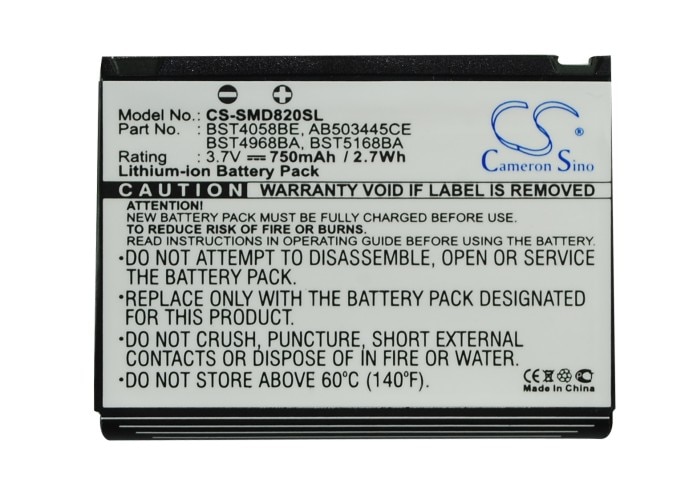 Model No.: CS-SMD820SL
Part No.: BST4058BE, AB503445CE
BST4968BA, BST5168BA
3.7V 750mAh / 2.7Wh
Lithium-ion Battery Pack
CS
Cameron Sino
CAUTION WARRANTY VOID IF LABEL IS REMOVED
NEW BATTERY PACK MUST BE FULLY CHARGED BEFORE USE.
TO REDUCE RISK OF FIRE OR BURNS.
READ INSTRUCTIONS IN OPERATING GUIDE BEFORE USING BATTERY.
•DO NOT ATTEMPT TO DISASSEMBLE, OPEN OR SERVICE
THE BATTERY PACK.
•REPLACE ONLY WITH THE BATTERY PACK DESIGNATED
FOR THIS PRODUCT.
•DO NOT CRUSH, PUNCTURE, SHORT EXTERNAL
CONTACTS OR DISPOSE OF IN FIRE OR WATER.
•DO NOT STORE ABOVE 60°C (140°F)
CE
Made In China